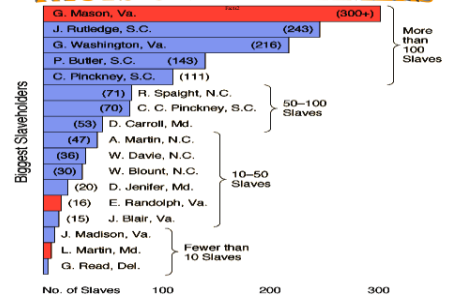 G. Mason, Va. (300+)
J. Rutledge, S.C. (243)
G. Washington, Va. (216)
P. Butler, S.C. (143)
C. Pinckney, S.C. (111)
More
than
100
Slaves
(71) R. Spaight, N.C.
(70) C. C. Pinckney, S.C.
(53) D. Carroll, Md.
50–100
Slaves
(47) A. Martin, N.C.
(36) W. Davie, N.C.
(30) W. Blount, N.C.
(20) D. Jenifer, Md.
(16) E. Randolph, Va.
(15) J. Blair, Va.
10–50
Slaves
J. Madison, Va.
L. Martin, Md.
G. Read, Del.
Fewer than
10 Slaves
Biggest Slaveholders
No. of Slaves 100 200 300